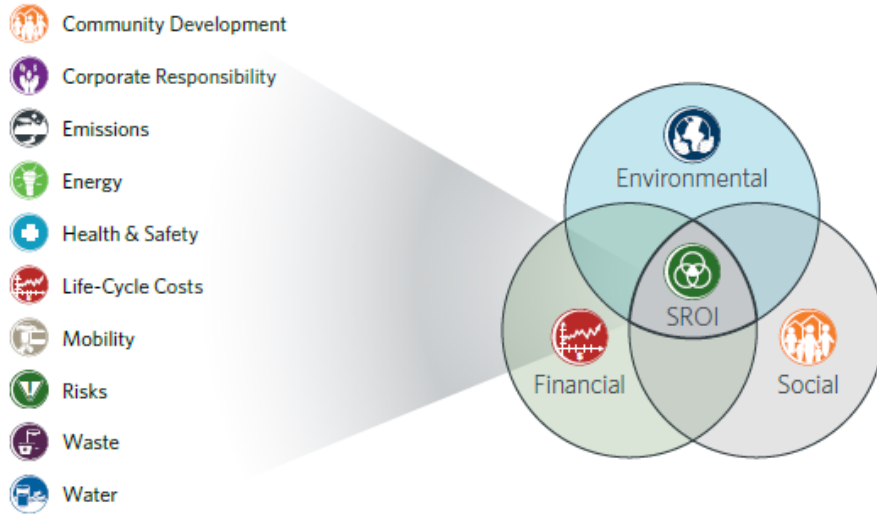 Community Development
Corporate Responsibility
Emissions
Energy
Health & Safety
Life-Cycle Costs
Mobility
Risks
Waste
Water
Environmental
SROI
Financial
Social